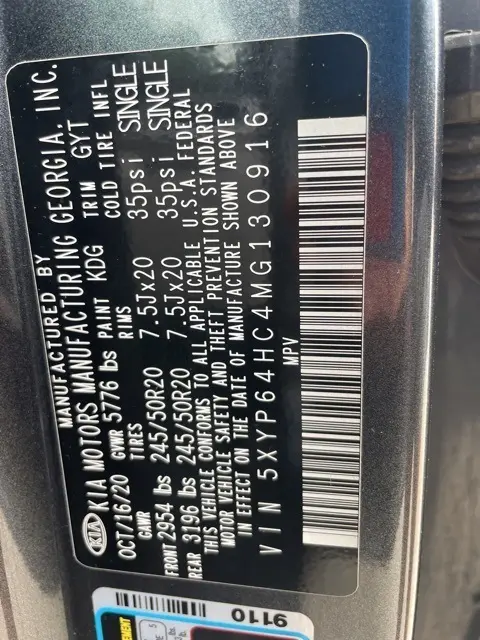 MANUFACTURED BY
KIA KIA MOTORS MANUFACTURING GEORGIA. INC.
OCT/16/20 GVWR 5776 lbs PAINT KDG TRIM GYT
GAWR TIRES RIMS COLD TIRE INFL
FRONT 2954 lbs 245/50R20 7.5Jx20 35psi SINGLE
REAR 3196 lbs 245/50R20 7.5Jx20 35psi SINGLE
THIS VEHICLE CONFORMS TO ALL APPLICABLE U.S.A. FEDERAL
MOTOR VEHICLE SAFETY AND THEFT PREVENTION STANDARDS
IN EFFECT ON THE DATE OF MANUFACTURE SHOWN ABOVE
VIN 5XYP64HC4MG130916
MPV
9110